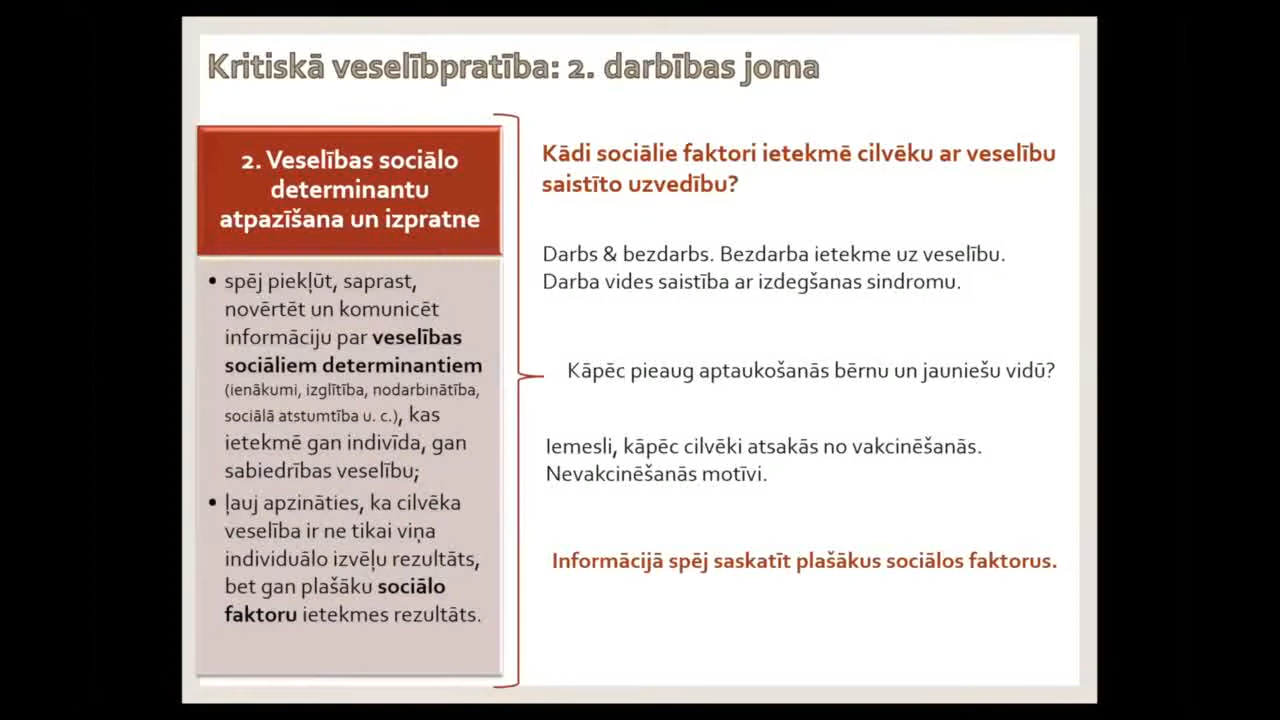 Kritiskā veselībpratība: 2. darbības joma
2. Veselības sociālo
determinantu
atpazīšana un izpratne
• spēj piekļūt, saprast,
novērtēt un komunicēt
informāciju par veselības
sociāliem determinantiem
(ienākumi, izglītība, nodarbinātība,
sociālā atstumtība u. c.), kas
ietekmē gan indivīda, gan
sabiedrības veselību;
• ļauj apzināties, ka cilvēka
veselība ir ne tikai viņa
individuālo izvēļu rezultāts,
bet gan plašāku sociālo
faktoru ietekmes rezultāts.
Kādi sociālie faktori ietekmē cilvēku ar veselību
saistīto uzvedību?
Darbs & bezdarbs. Bezdarba ietekme uz veselību.
Darba vides saistība ar izdegšanas sindromu.
Kāpēc pieaug aptaukošanās bērnu un jauniešu vidū?
Iemesli, kāpēc cilvēki atsakās no vakcinēšanās.
Nevakcinēšanās motīvi.
Informācijā spēj saskatīt plašākus sociālos faktorus.